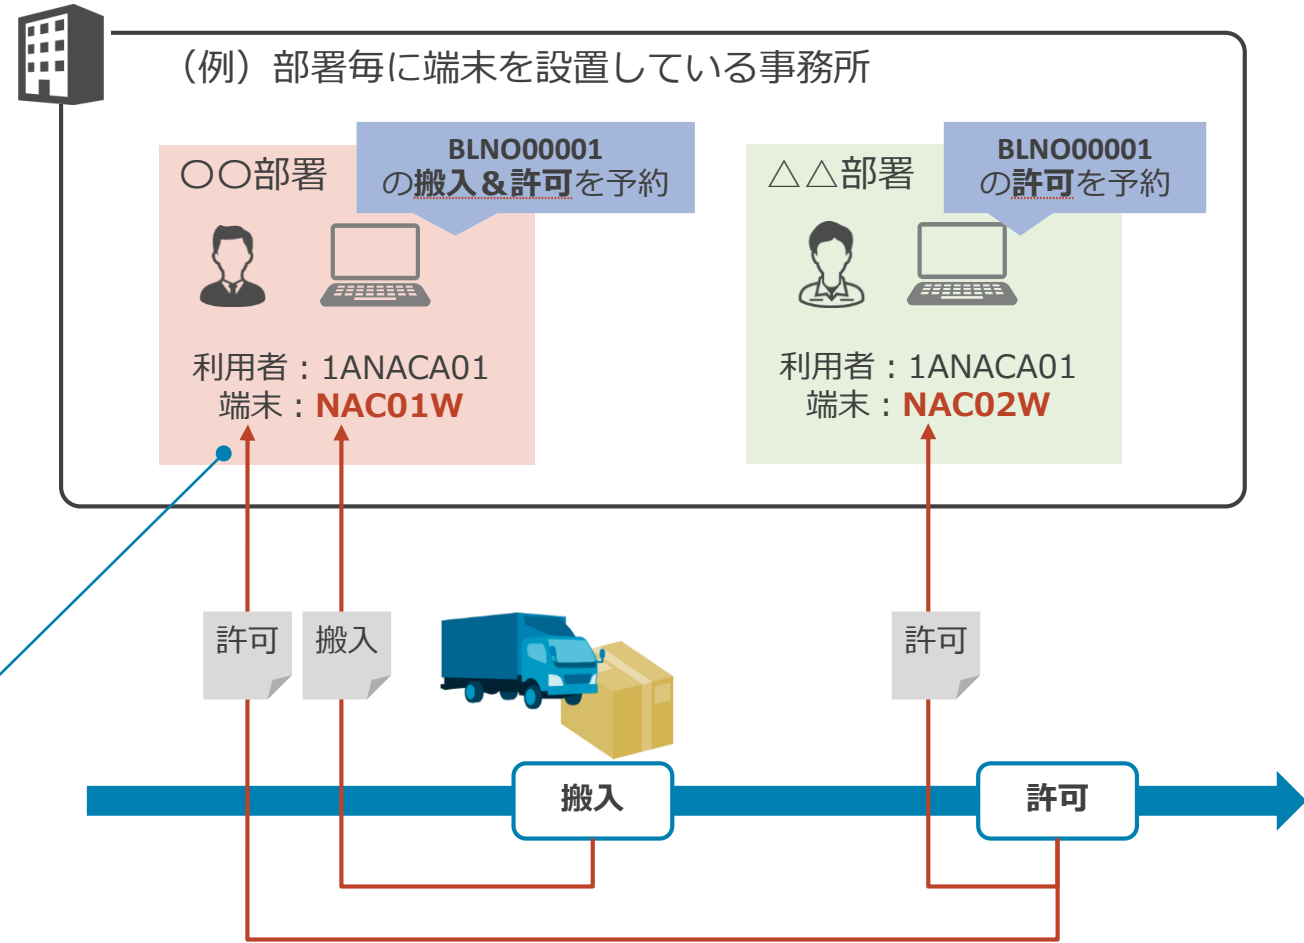 （例）部署毎に端末を設置している事務所
〇〇部署
BLNO00001
の搬入＆許可を予約
利用者：1ANACA01
端末：NAC01W
△△部署
BLNO00001
の許可を予約
利用者：1ANACA01
端末：NAC02W
許可
搬入
許可
搬入
許可